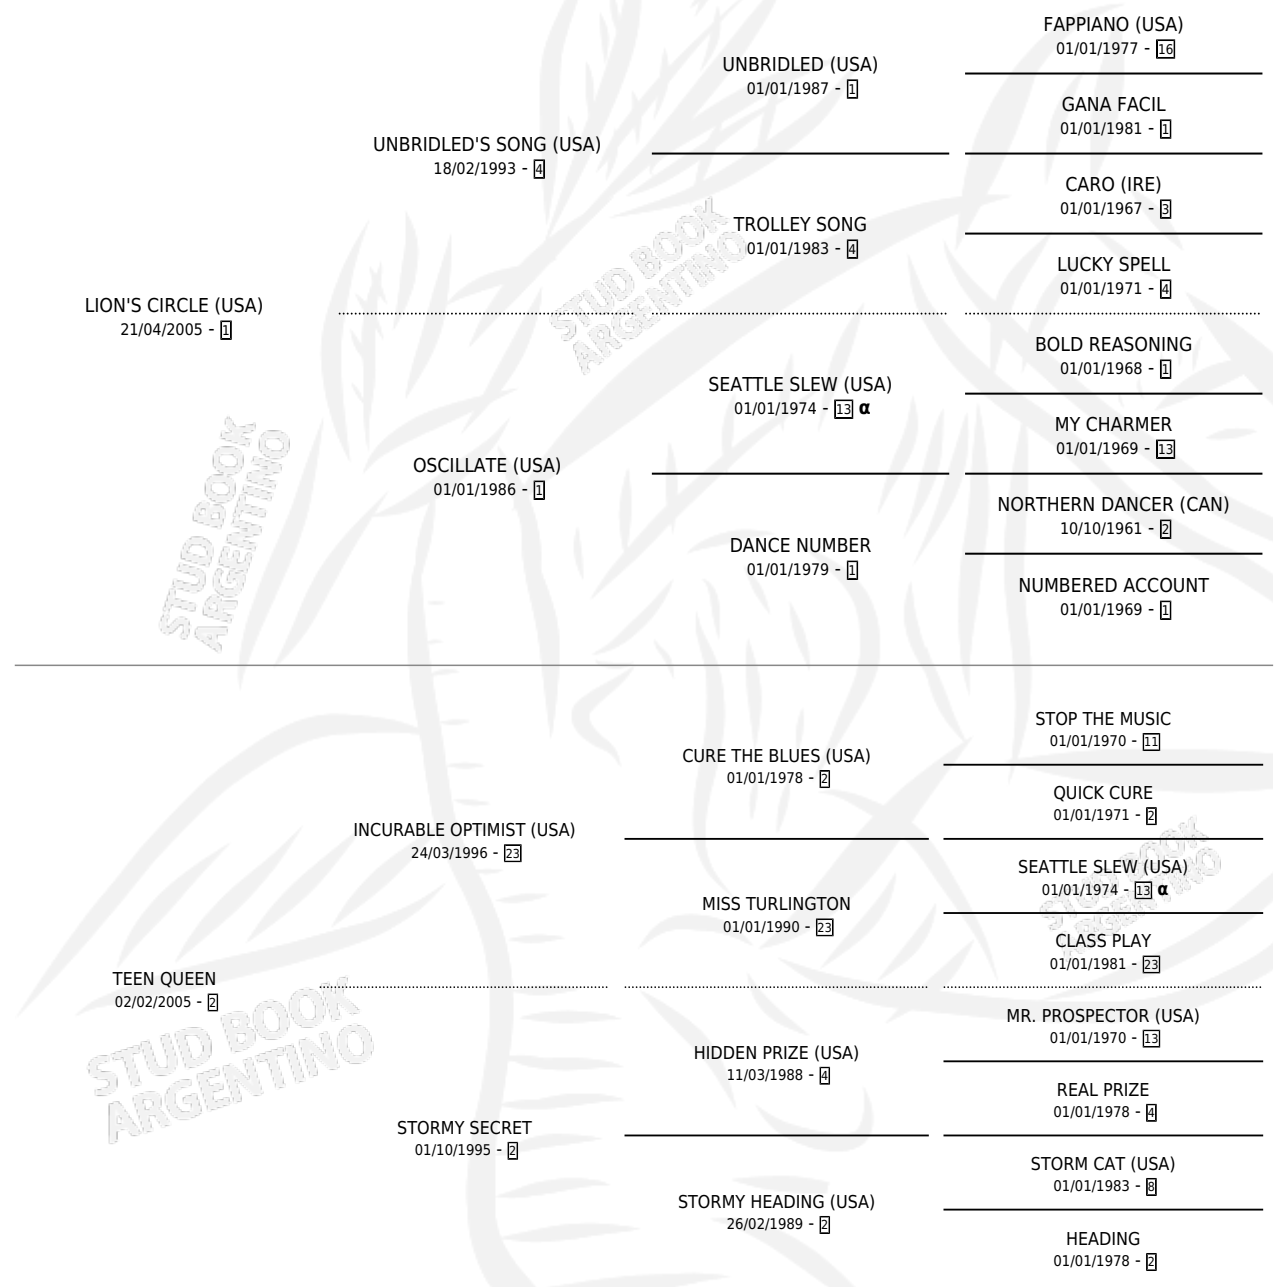 FAPPIANO (USA)
01/01/1977 - 16
UNBRIDLED (USA)
01/01/1987 - 1
GANA FACIL
01/01/1981 - 1
UNBRIDLED'S SONG (USA)
18/02/1993 - 4
CARO (IRE)
01/01/1967 - 3
TROLLEY SONG
01/01/1983 - 4
LUCKY SPELL
01/01/1971 - 4
STUD BOOK
ARGENTINO
LION'S CIRCLE (USA)
21/04/2005 - 1
BOLD REASONING
01/01/1968 - 1
SEATTLE SLEW (USA)
01/01/1974 - 13 α
MY CHARMER
01/01/1969 - 13
OSCILLATE (USA)
01/01/1986 - 1
NORTHERN DANCER (CAN)
10/10/1961 - 2
DANCE NUMBER
01/01/1979 - 1
NUMBERED ACCOUNT
01/01/1969 - 1
STUD BOOK
ARGENTINO
STOP THE MUSIC
01/01/1970 - 11
CURE THE BLUES (USA)
01/01/1978 - 2
QUICK CURE
01/01/1971 - 2
INCURABLE OPTIMIST (USA)
24/03/1996 - 23
SEATTLE SLEW (USA)
01/01/1974 - 13 α
STUD BOOK
ARGENTINO
MISS TURLINGTON
01/01/1990 - 23
CLASS PLAY
01/01/1981 - 23
TEEN QUEEN
02/02/2005 - 2
STUD BOOK
ARGENTINO
MR. PROSPECTOR (USA)
01/01/1970 - 13
HIDDEN PRIZE (USA)
11/03/1988 - 4
REAL PRIZE
01/01/1978 - 4
STORMY SECRET
01/10/1995 - 2
STORM CAT (USA)
01/01/1983 - 8
STORMY HEADING (USA)
26/02/1989 - 2
HEADING
01/01/1978 - 2